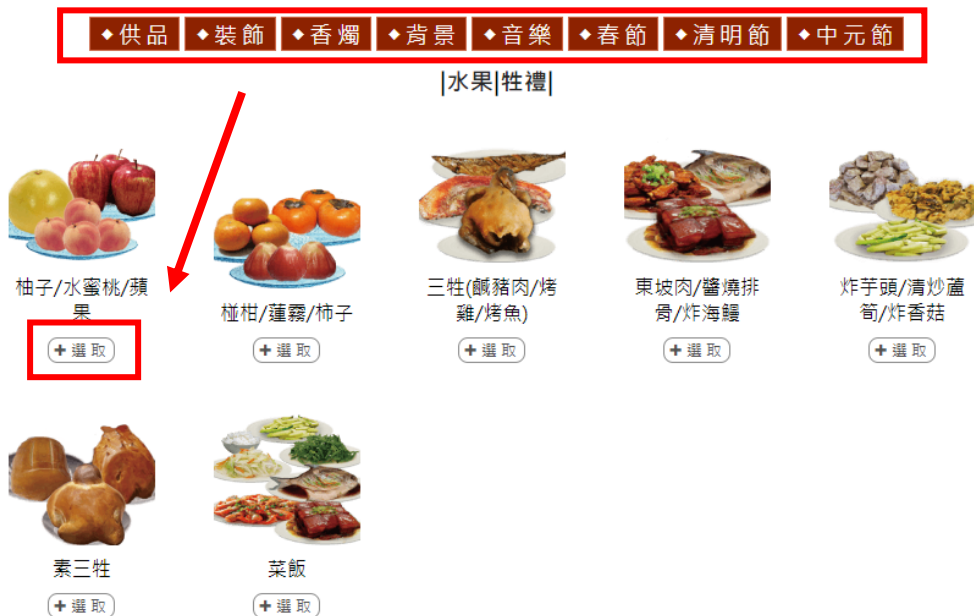 ◆供品 ◆裝飾 ◆香燭 ◆背景 ◆音樂 ◆春節 ◆清明節 ◆中元節
|水果|牲禮|
柚子/水蜜桃/蘋
果
✚ 選取
椪柑/蓮霧/柿子
✚ 選取
三牲(鹹豬肉/烤
雞/烤魚)
✚ 選取
東坡肉/醬燒排
骨/炸海鰻
✚ 選取
炸芋頭/清炒蘆
筍/炸香菇
✚ 選取
素三牲
✚ 選取
菜飯
✚ 選取